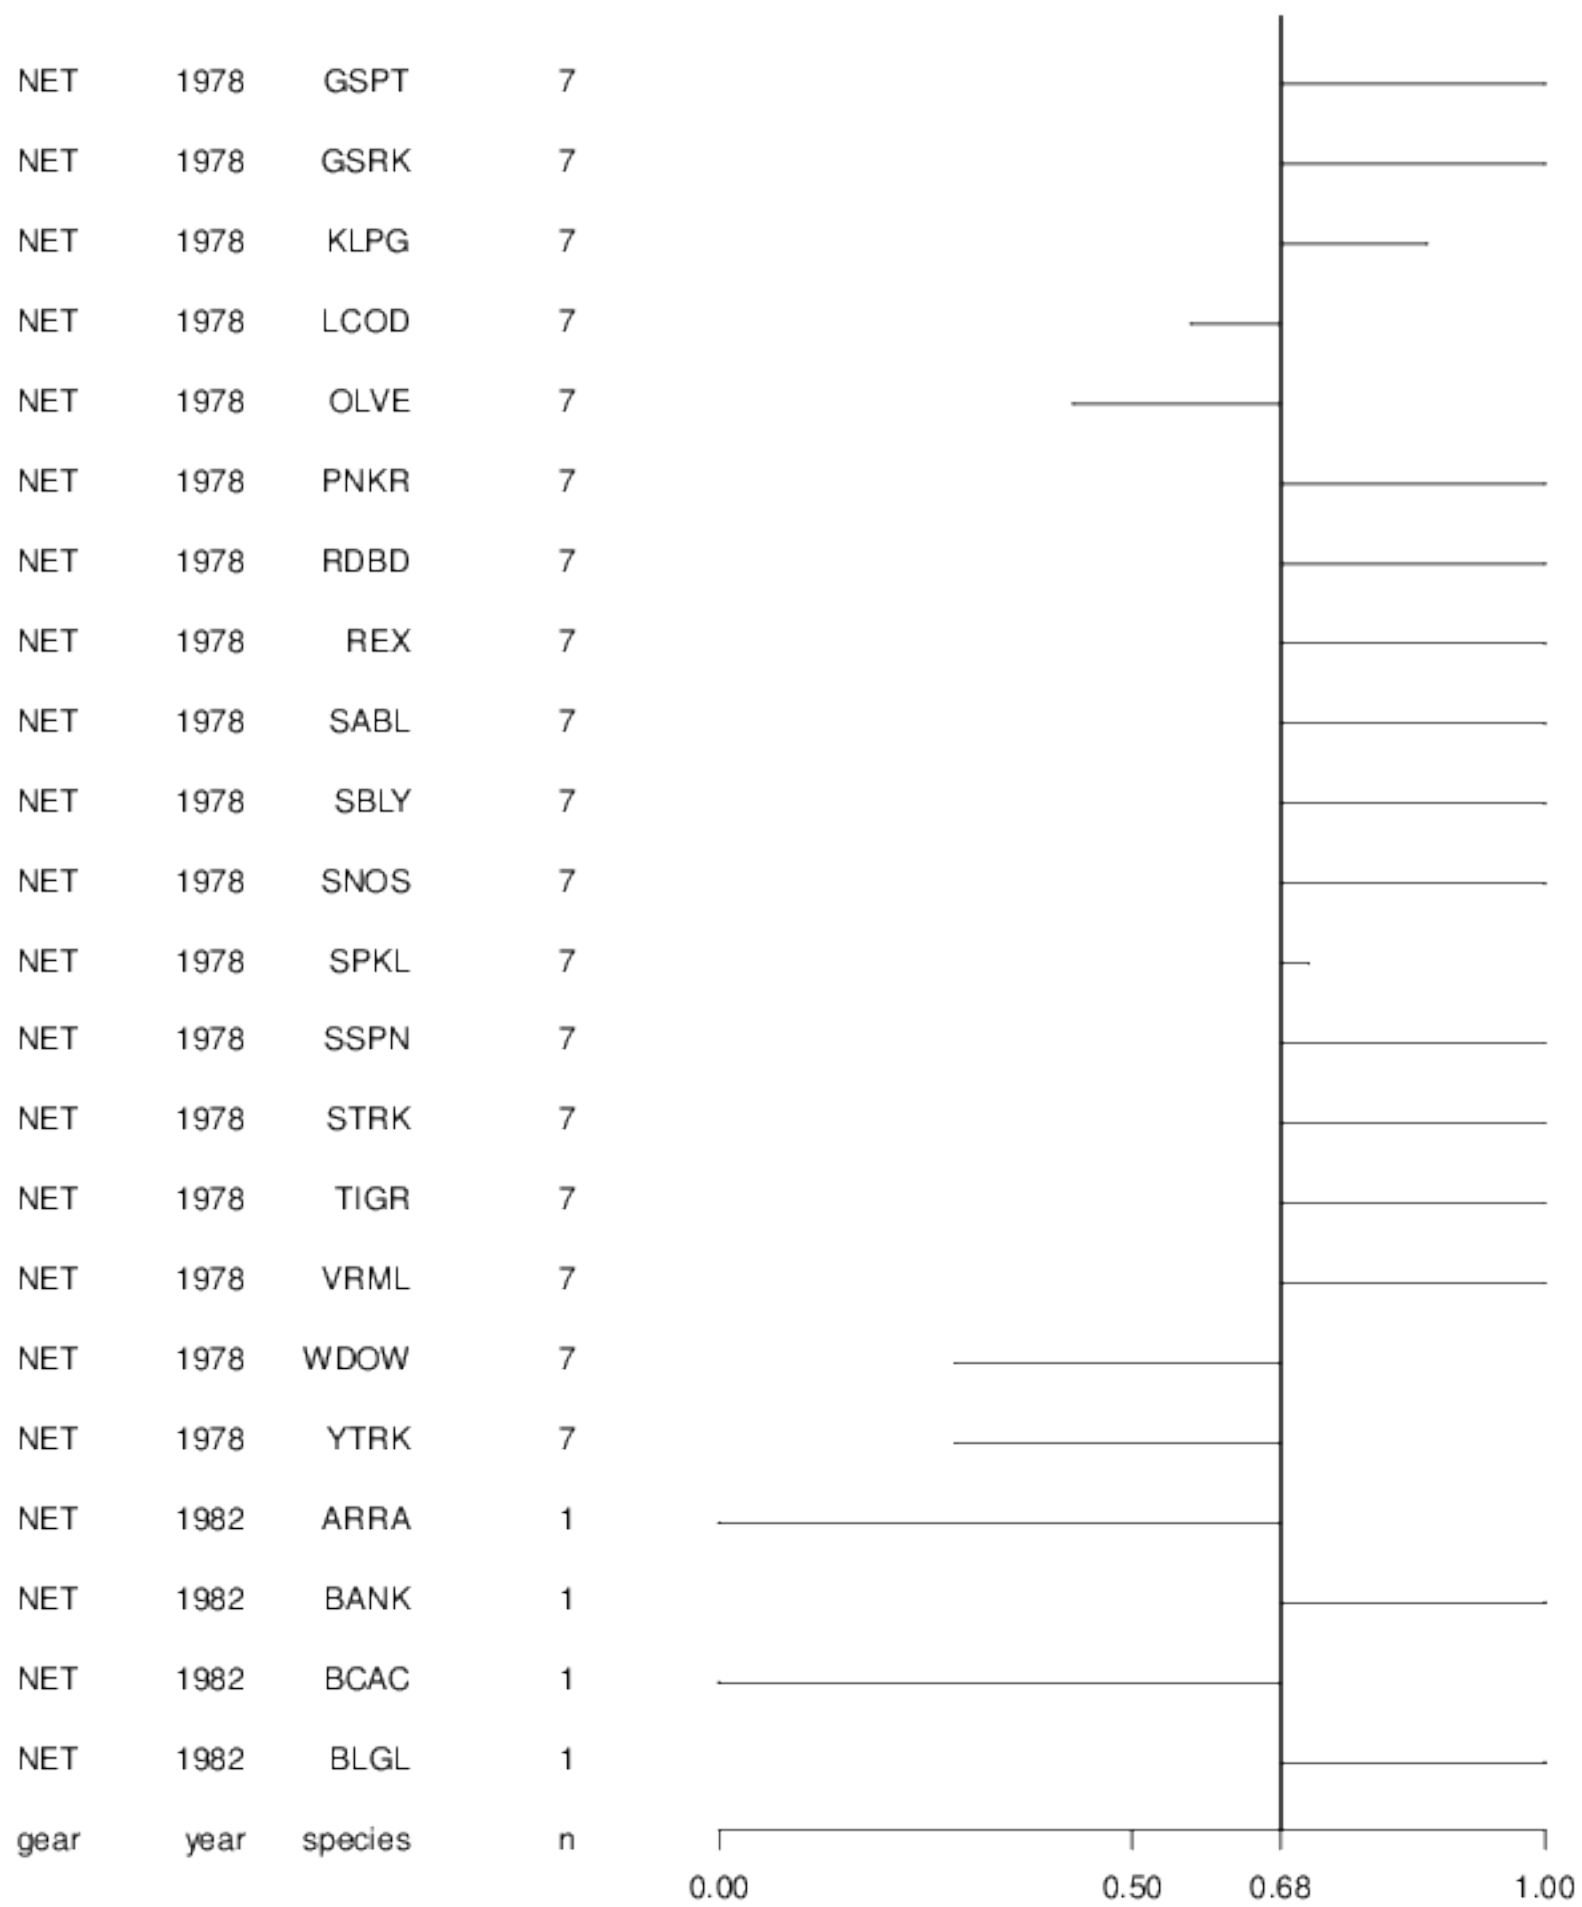 NET 1978 GSPT 7
NET 1978 GSRK 7
NET 1978 KLPG 7
NET 1978 LCOD 7
NET 1978 OLVE 7
NET 1978 PNKR 7
NET 1978 RDBD 7
NET 1978 REX 7
NET 1978 SABL 7
NET 1978 SBLY 7
NET 1978 SNOS 7
NET 1978 SPKL 7
NET 1978 SSPN 7
NET 1978 STRK 7
NET 1978 TIGR 7
NET 1978 VRML 7
NET 1978 WDOW 7
NET 1978 YTRK 7
NET 1982 ARRA 1
NET 1982 BANK 1
NET 1982 BCAC 1
NET 1982 BLGL 1
gear year species n
0.00 0.50 0.68 1.00